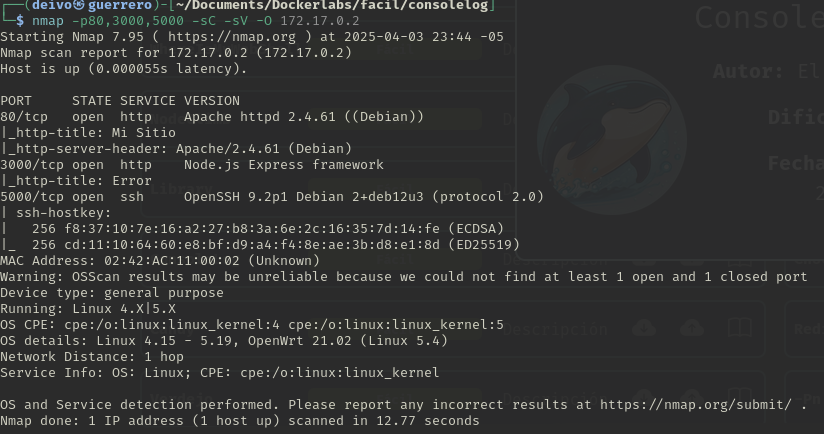 ┌──(deivo㉿guerrero)-[~/Documents/Dockerlabs/facil/consolelog]
└─$ nmap -p80,3000,5000 -sC -sV -O 172.17.0.2
Starting Nmap 7.95 ( https://nmap.org ) at 2025-04-03 23:44 -05
Nmap scan report for 172.17.0.2 (172.17.0.2)
Host is up (0.000055s latency).
PORT     STATE SERVICE VERSION
80/tcp   open  http    Apache httpd 2.4.61 ((Debian))
|_http-title: Mi Sitio
|_http-server-header: Apache/2.4.61 (Debian)
3000/tcp open  http    Node.js Express framework
|_http-title: Error
5000/tcp open  ssh     OpenSSH 9.2p1 Debian 2+deb12u3 (protocol 2.0)
| ssh-hostkey:
|   256 f8:37:10:7e:16:a2:27:b8:3a:6e:2c:16:35:7d:14:fe (ECDSA)
|_  256 cd:11:10:64:60:e8:bf:d9:a4:f4:8e:ae:3b:d8:e1:8d (ED25519)
MAC Address: 02:42:AC:11:00:02 (Unknown)
Warning: OSScan results may be unreliable because we could not find at least 1 open and 1 closed port
Device type: general purpose
Running: Linux 4.X|5.X
OS CPE: cpe:/o:linux:linux_kernel:4 cpe:/o:linux:linux_kernel:5
OS details: Linux 4.15 - 5.19, OpenWrt 21.02 (Linux 5.4)
Network Distance: 1 hop
Service Info: OS: Linux; CPE: cpe:/o:linux:linux_kernel
OS and Service detection performed. Please report any incorrect results at https://nmap.org/submit/ .
Nmap done: 1 IP address (1 host up) scanned in 12.77 seconds
Console
Autor: El
Dific
Fecha
2
Library
Descripción